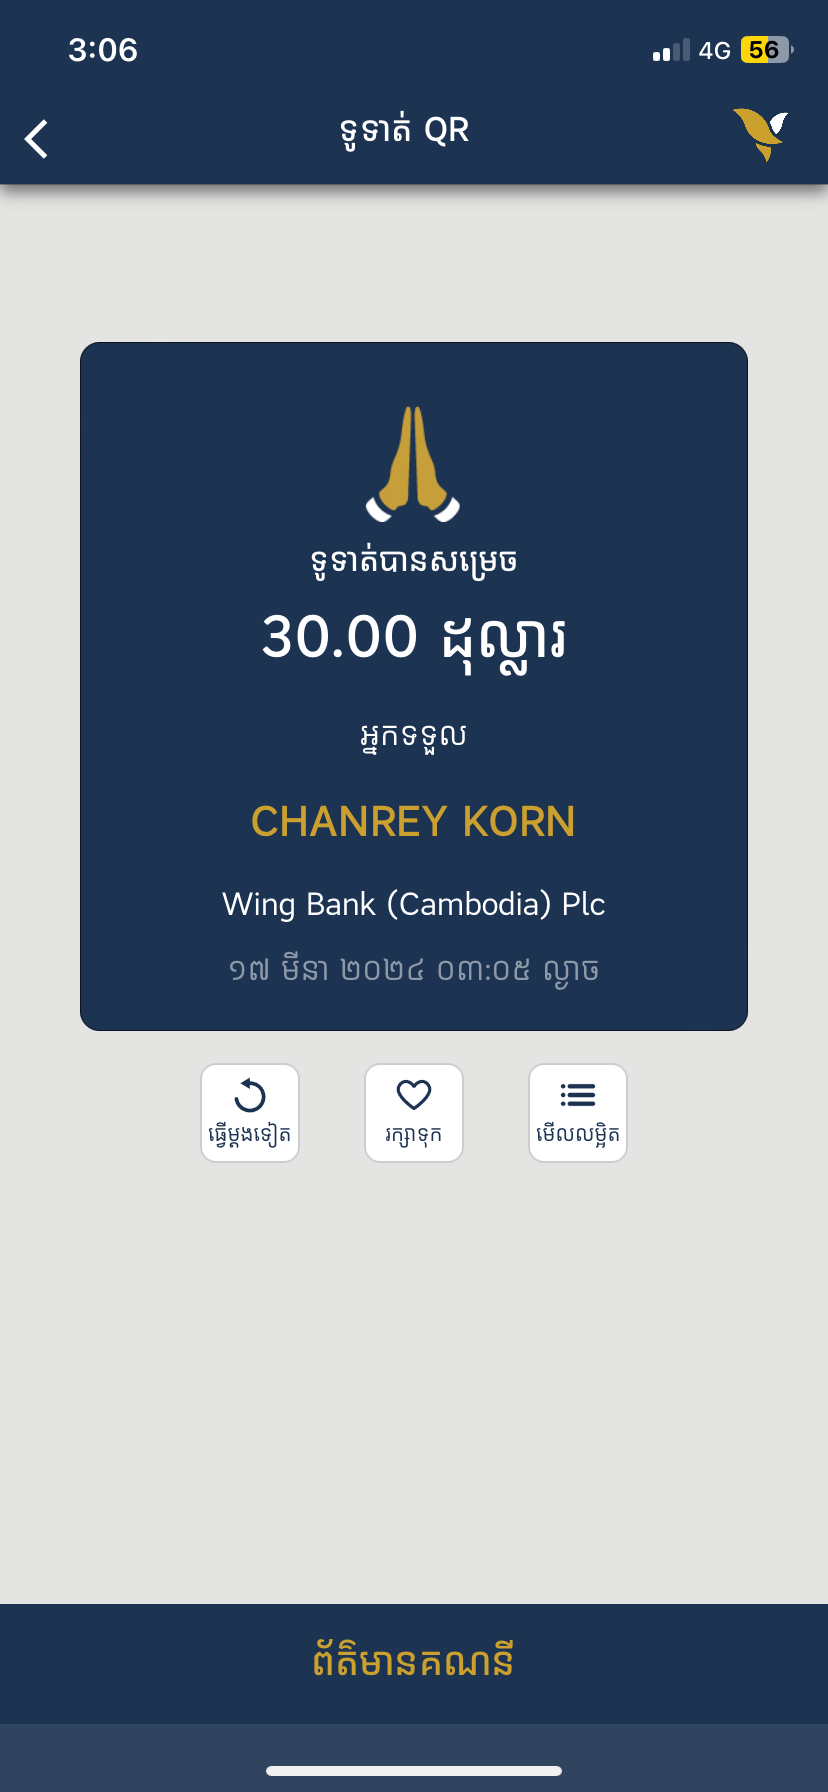 3:06
4G
56
ទូទាត់ QR
ទូទាត់បានសម្រេច
30.00 ដុល្លារ
អ្នកទទួល
CHANREY KORN
Wing Bank (Cambodia) Plc
១៧ មីនា ២០២៤ ០៣:០៥ ល្ងាច
ធ្វើម្តងទៀត
រក្សាទុក
មើលលម្អិត
ព័ត៌មានគណនី